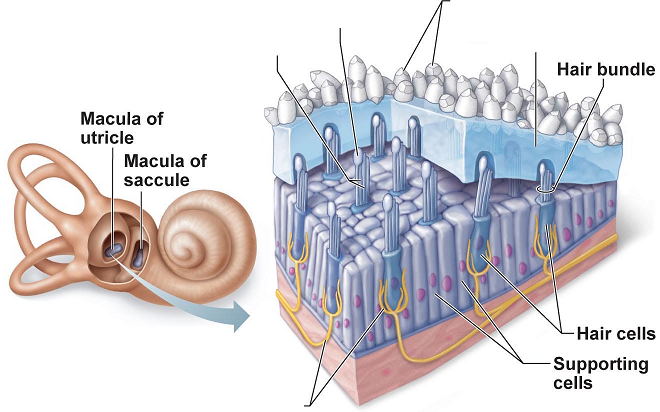 Hair bundle
Macula of
utricle
Macula of
saccule
Hair cells
Supporting
cells